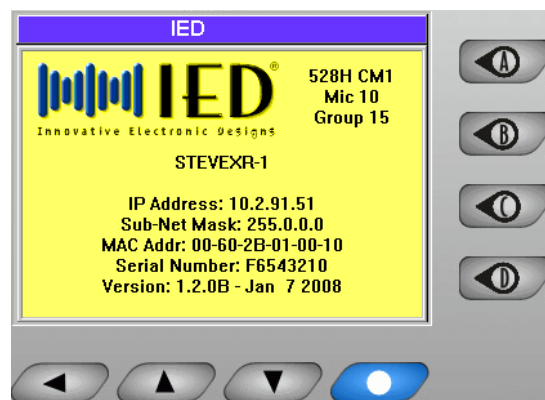 IED
IED®
Innovative Electronic Designs
528H CM1
Mic 10
Group 15
STEVEXR-1
IP Address: 10.2.91.51
Sub-Net Mask: 255.0.0.0
MAC Addr: 00-60-2B-01-00-10
Serial Number: F6543210
Version: 1.2.0B - Jan 7 2008
A
B
C
D